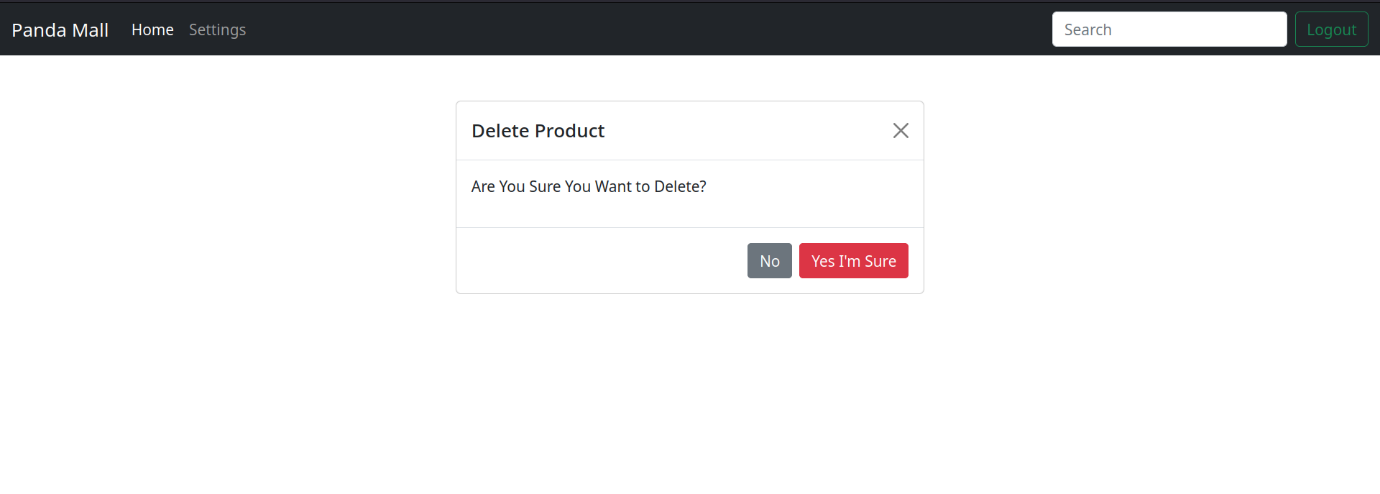 Panda Mall Home Settings Search Logout
Delete Product
Are You Sure You Want to Delete?
No Yes I'm Sure